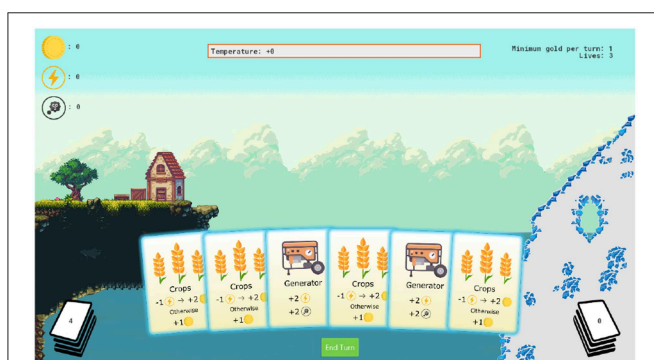 : 0
Temperature: +0
Minimum gold per turn: 1
Lives: 3
: 0
: 0
Crops
-1 → +2
Otherwise
+1
Crops
-1 → +2
Otherwise
+1
Generator
+2
+2
Crops
-1 → +2
Otherwise
+1
Generator
+2
+2
Crops
-1 → +2
Otherwise
+1
4
0
End Turn